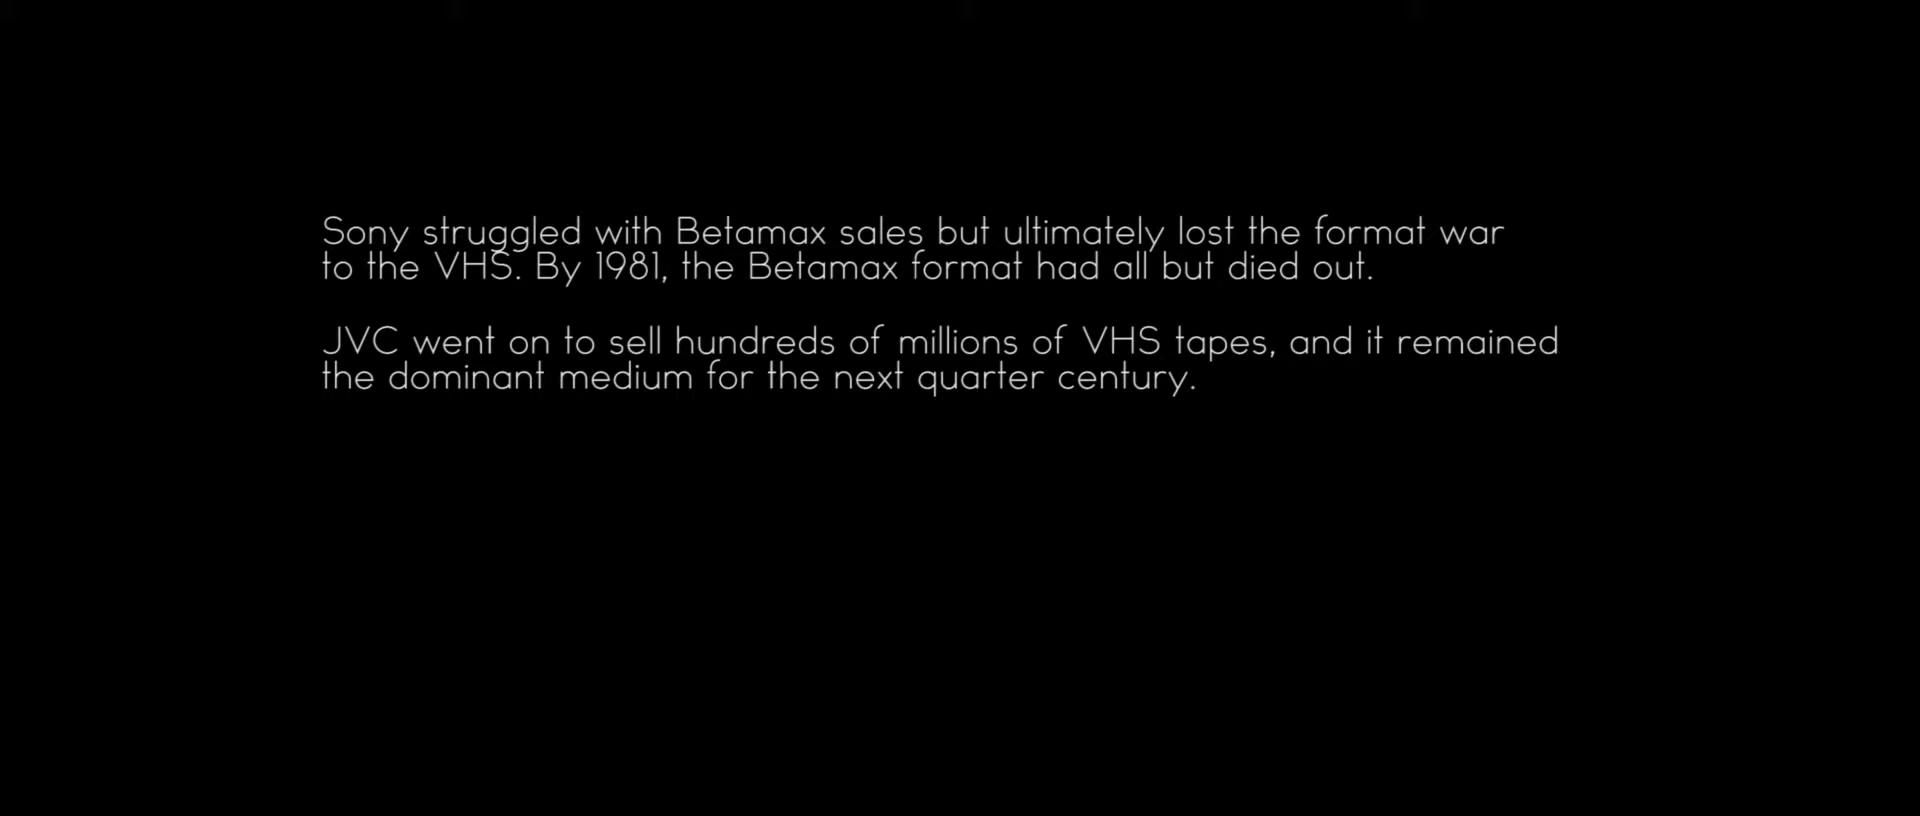 Sony struggled with Betamax sales but ultimately lost the format war
to the VHS. By 1981, the Betamax format had all but died out.
JVC went on to sell hundreds of millions of VHS tapes, and it remained
the dominant medium for the next quarter century.